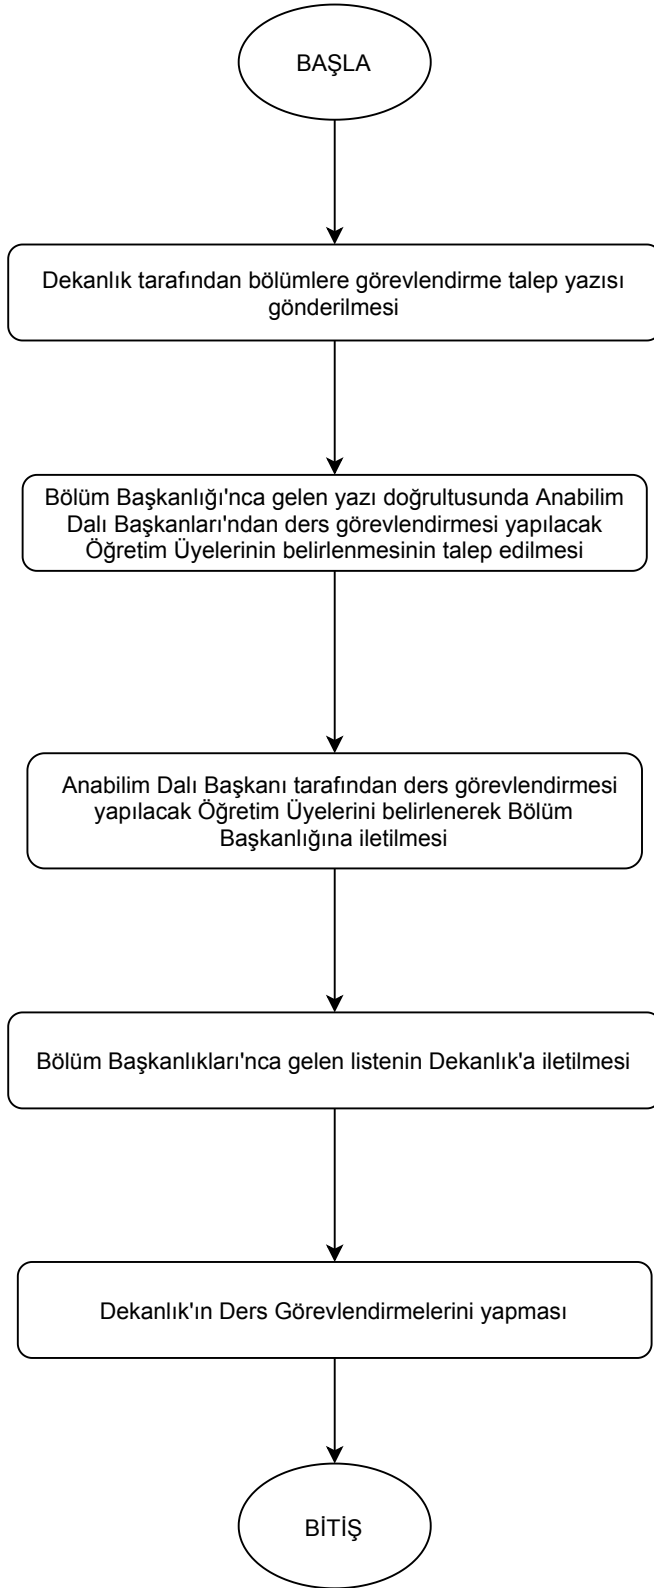 BAŞLA
Dekanlık tarafından bölümlere görevlendirme talep yazısı
gönderilmesi
Bölüm Başkanlığı'nca gelen yazı doğrultusunda Anabilim
Dalı Başkanları'ndan ders görevlendirmesi yapılacak
Öğretim Üyelerinin belirlenmesinin talep edilmesi
Anabilim Dalı Başkanı tarafından ders görevlendirmesi
yapılacak Öğretim Üyelerini belirlenerek Bölüm
Başkanlığına iletilmesi
Bölüm Başkanlıkları'nca gelen listenin Dekanlık'a iletilmesi
Dekanlık'ın Ders Görevlendirmelerini yapması
BİTİŞ